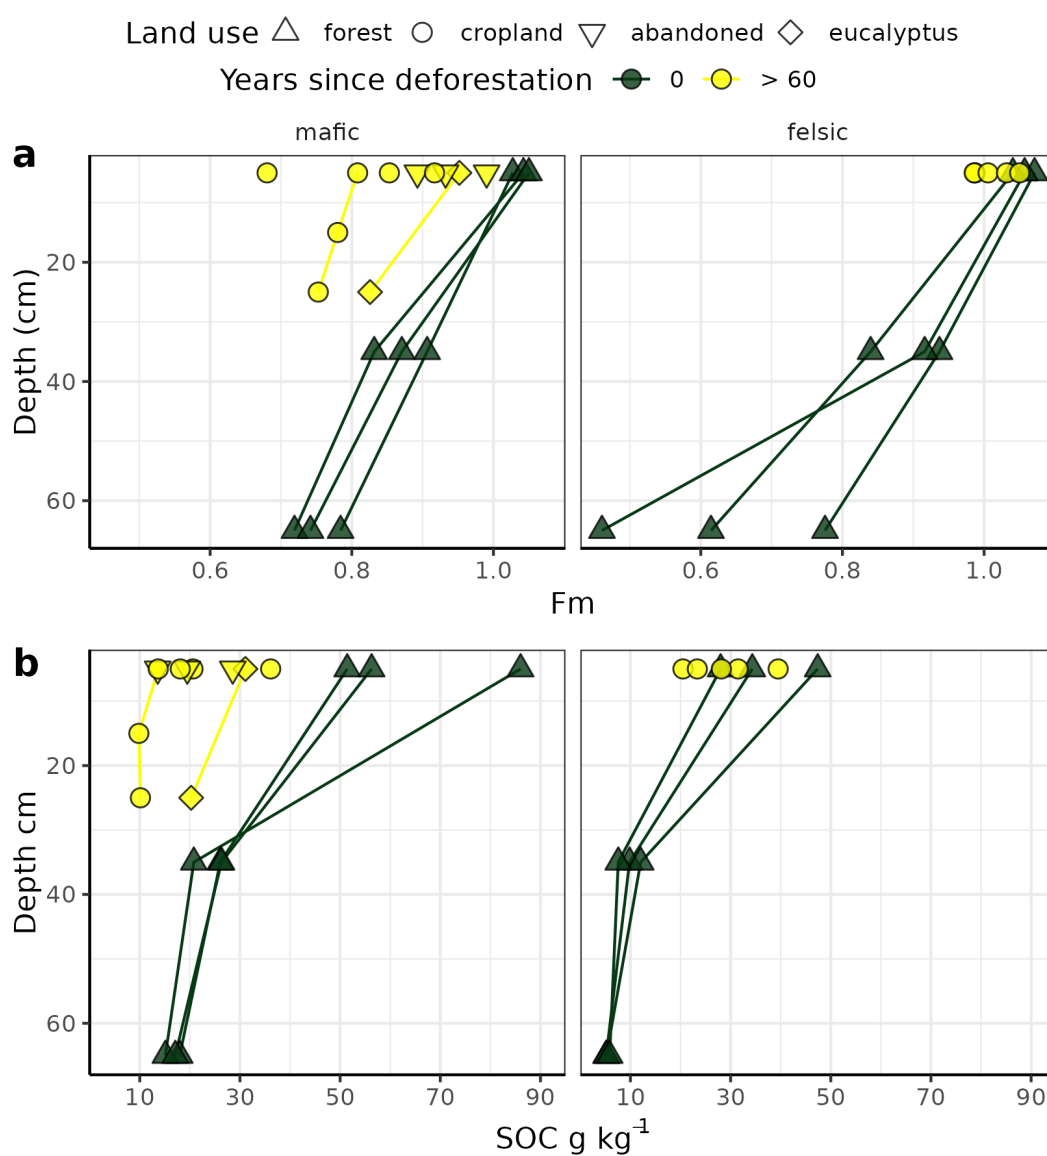 Land use forest cropland abandoned eucalyptus
Years since deforestation 0 > 60
mafic felsic
a
20
40
60
Depth (cm)
0.6 0.8 1.0 0.6 0.8 1.0
Fm
b
20
40
60
Depth cm
10 30 50 70 90 10 30 50 70 90
SOC g kg⁻¹